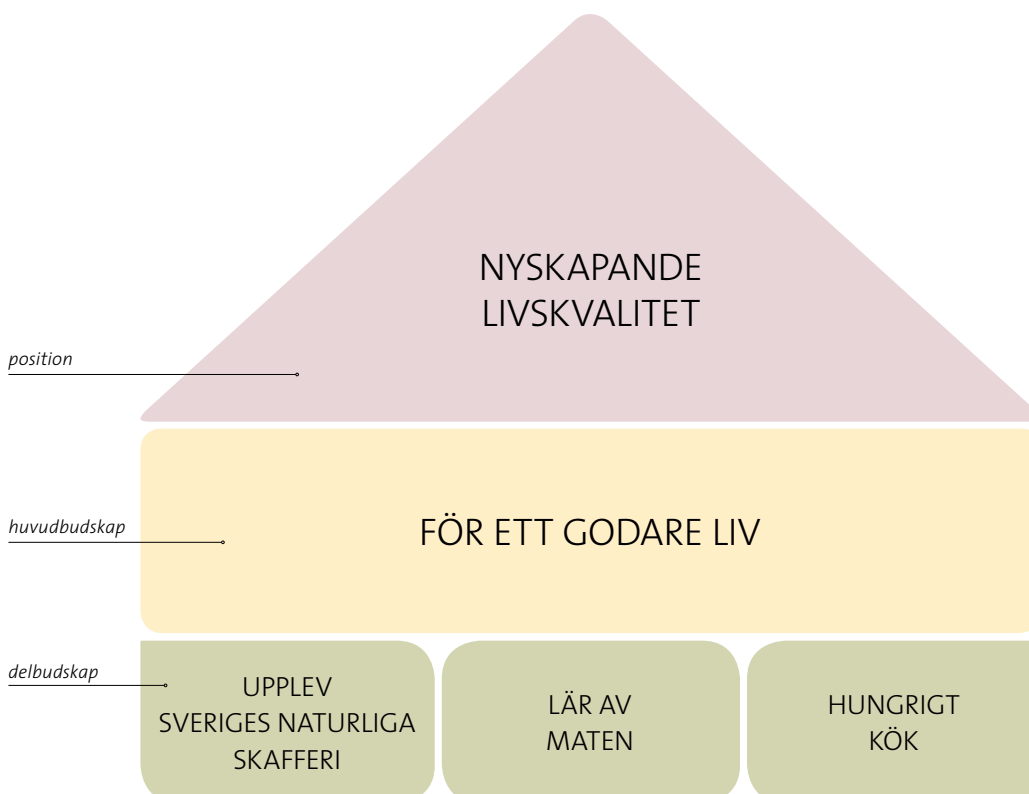 NYSKAPANDE
LIVSKVALITET
position
huvudbudskap
FÖR ETT GODARE LIV
delbudskap
UPPLEV
SVERIGES NATURLIGA
SKAFFERI
LÄR AV
MATEN
HUNGRIGT
KÖK